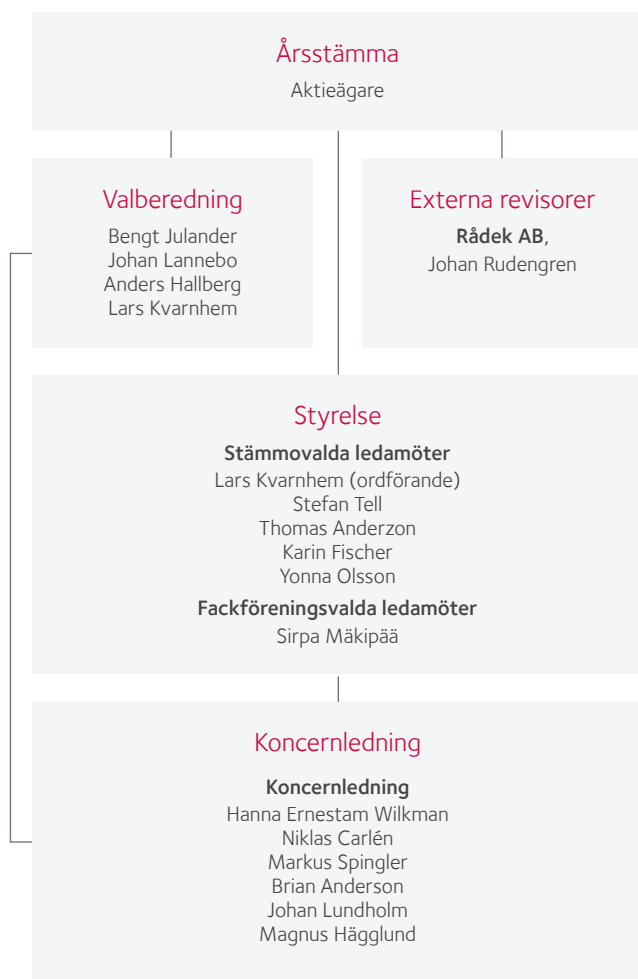 Årsstämma
Aktieägare
Valberedning
Bengt Julander
Johan Lannebo
Anders Hallberg
Lars Kvarnhem
Externa revisorer
Rådek AB,
Johan Rudengren
Styrelse
Stämmovalda ledamöter
Lars Kvarnhem (ordförande)
Stefan Tell
Thomas Anderzon
Karin Fischer
Yonna Olsson
Fackföreningsvalda ledamöter
Sirpa Mäkipää
Koncernledning
Koncernledning
Hanna Ernestam Wilkman
Niklas Carlén
Markus Spingler
Brian Anderson
Johan Lundholm
Magnus Hägglund